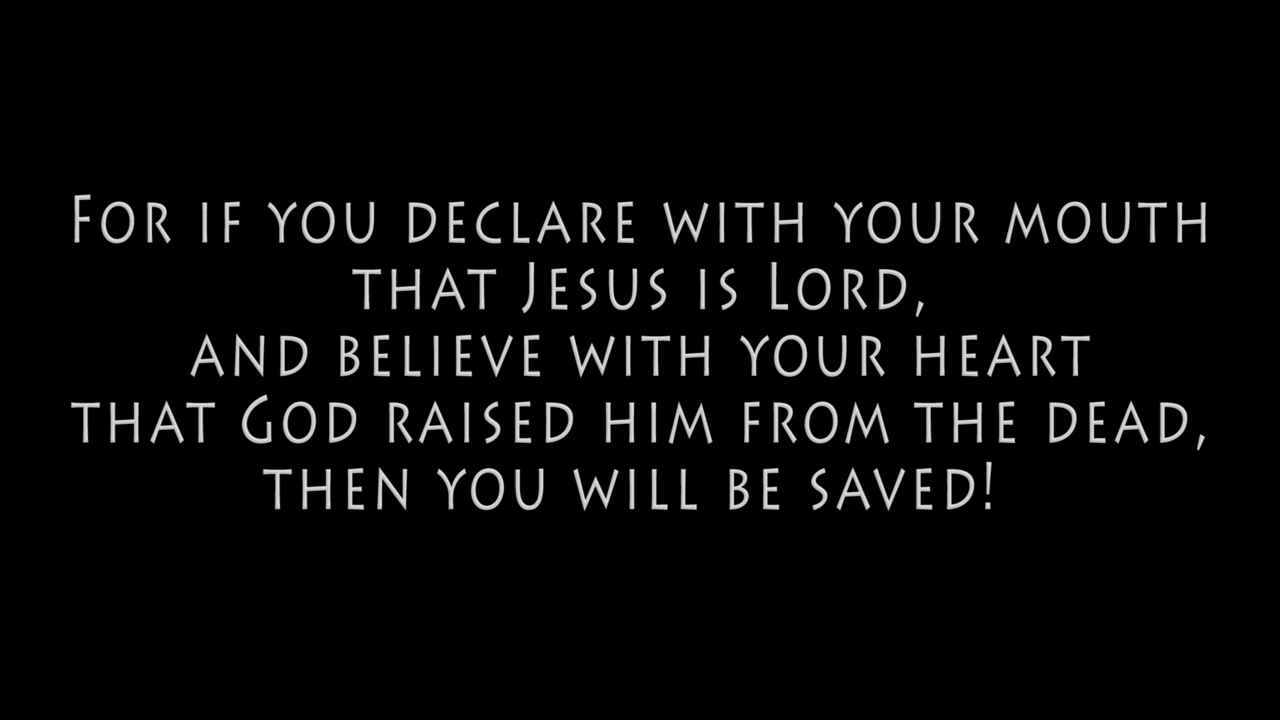 For if you declare with your mouth
that Jesus is Lord,
and believe with your heart
that God raised him from the dead,
then you will be saved!